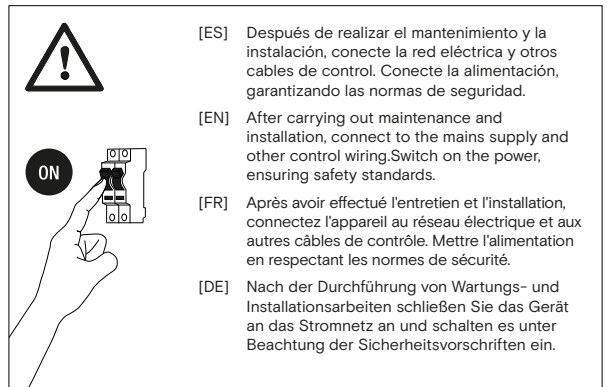 [ES] Después de realizar el mantenimiento y la
instalación, conecte la red eléctrica y otros
cables de control. Conecte la alimentación,
garantizando las normas de seguridad.
[EN] After carrying out maintenance and
installation, connect to the mains supply and
other control wiring.Switch on the power,
ensuring safety standards.
[FR] Après avoir effectué l'entretien et l'installation,
connectez l'appareil au réseau électrique et aux
autres câbles de contrôle. Mettre l'alimentation
en respectant les normes de sécurité.
[DE] Nach der Durchführung von Wartungs- und
Installationsarbeiten schließen Sie das Gerät
an das Stromnetz an und schalten es unter
Beachtung der Sicherheitsvorschriften ein.
ON